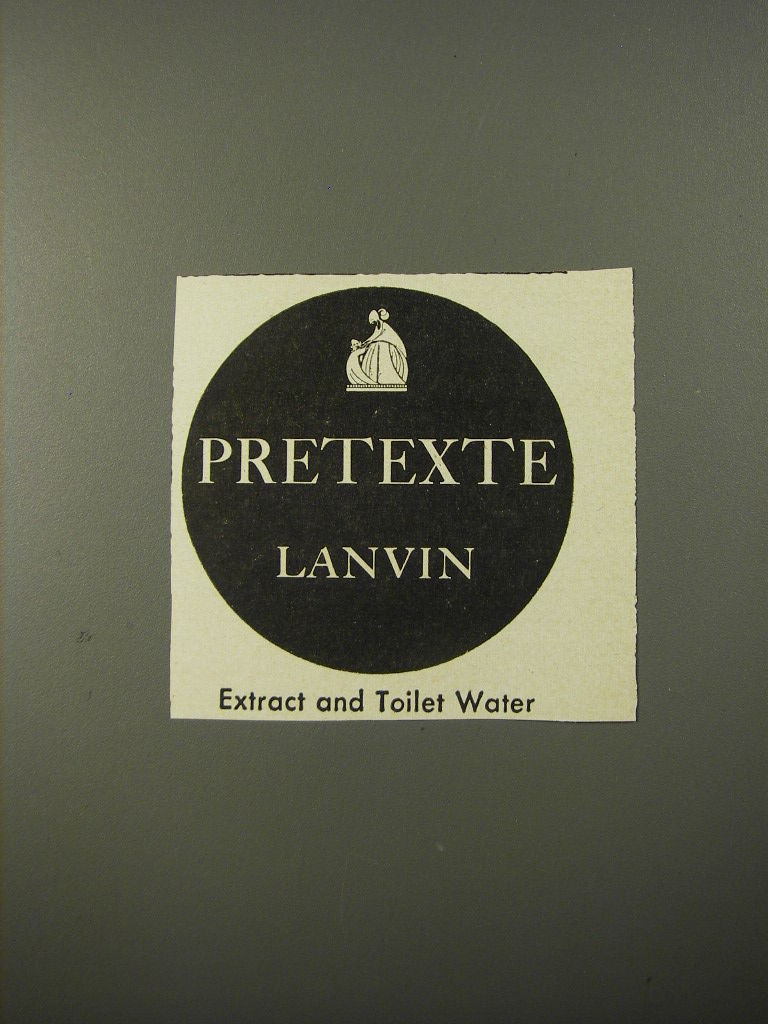 PRETEXTE
LANVIN
Extract and Toilet Water